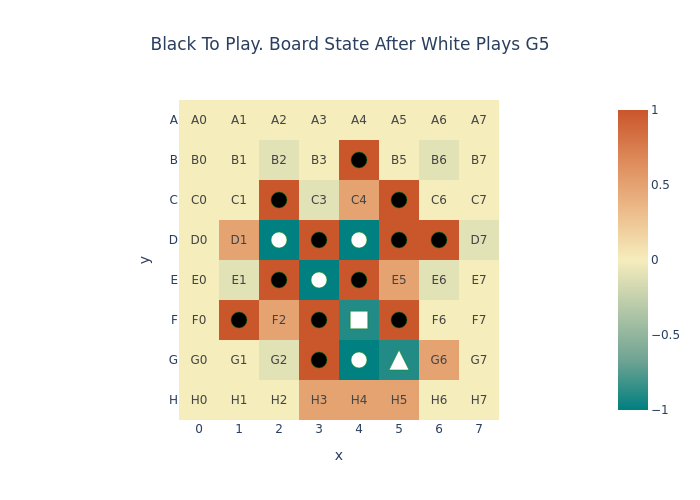 Black To Play. Board State After White Plays G5
A A0 A1 A2 A3 A4 A5 A6 A7
B B0 B1 B2 B3 B5 B6 B7
C C0 C1 C3 C4 C6 C7
D D0 D1 D7
E E0 E1 E5 E6 E7
F F0 F2 F6 F7
G G0 G1 G2 G6 G7
H H0 H1 H2 H3 H4 H5 H6 H7
0 1 2 3 4 5 6 7
x
y
1
0.5
0
−0.5
−1